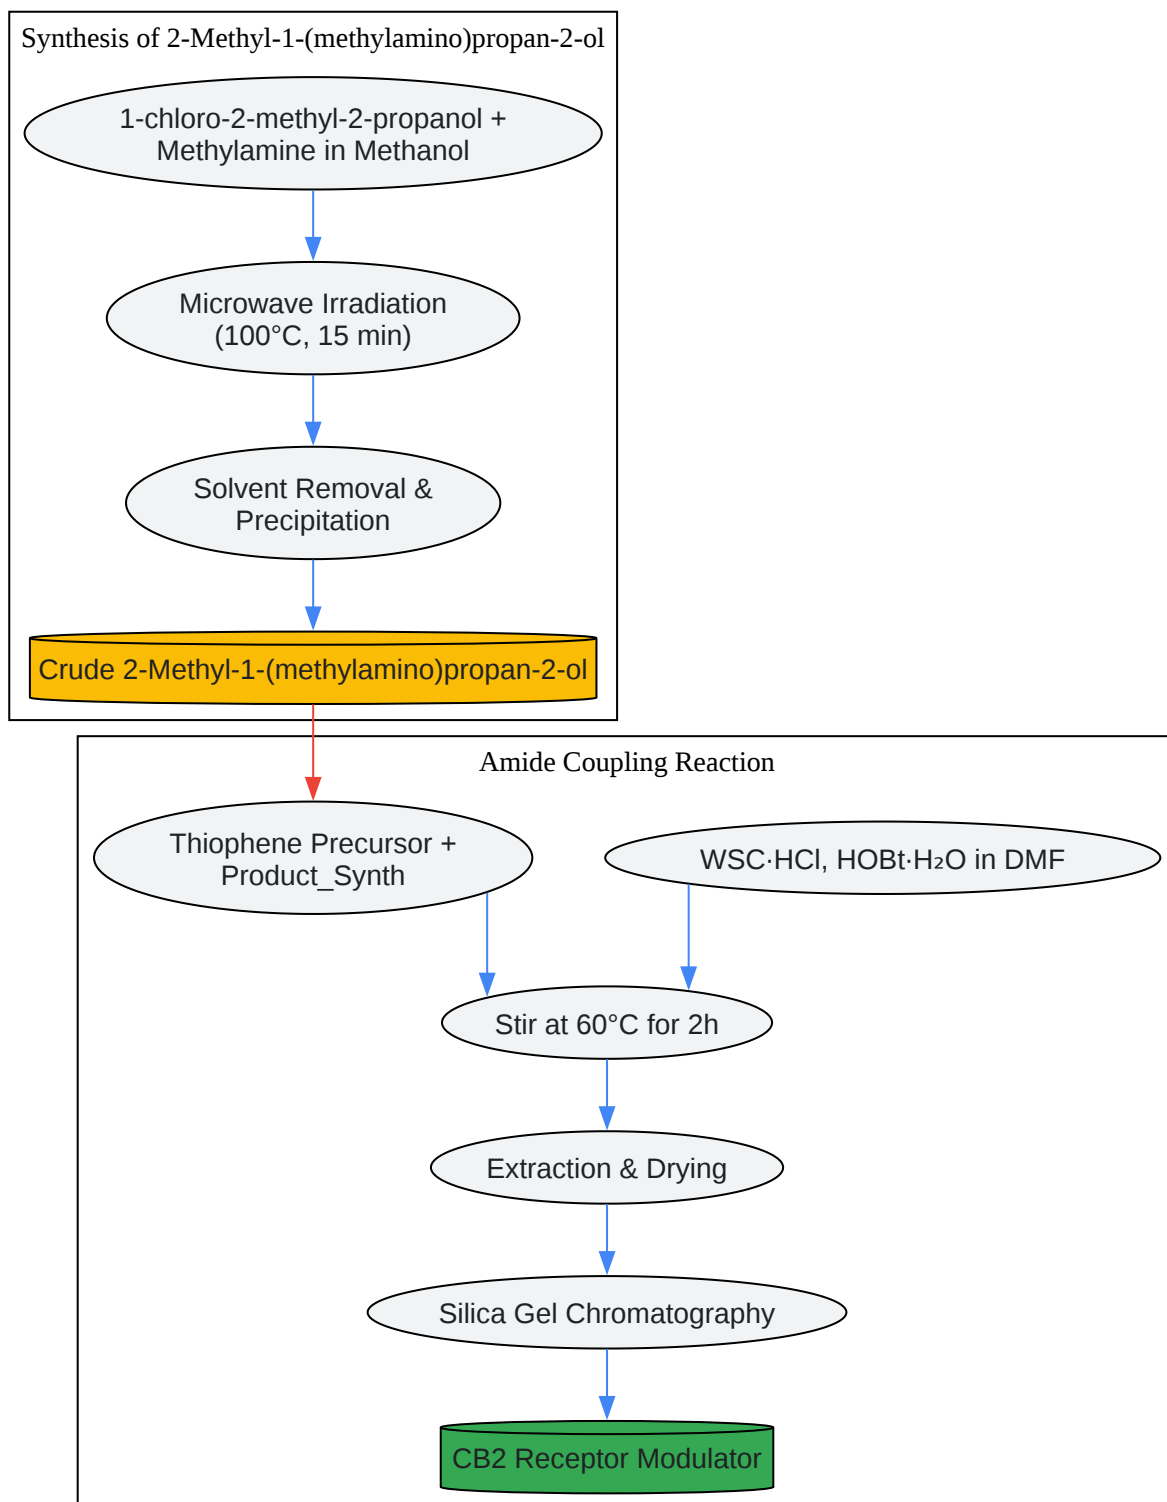 Synthesis of 2-Methyl-1-(methylamino)propan-2-ol
1-chloro-2-methyl-2-propanol +
Methylamine in Methanol
Microwave Irradiation
(100°C, 15 min)
Solvent Removal &
Precipitation
Crude 2-Methyl-1-(methylamino)propan-2-ol
Amide Coupling Reaction
Thiophene Precursor +
Product_Synth
WSC·HCl, HOBt·H₂O in DMF
Stir at 60°C for 2h
Extraction & Drying
Silica Gel Chromatography
CB2 Receptor Modulator